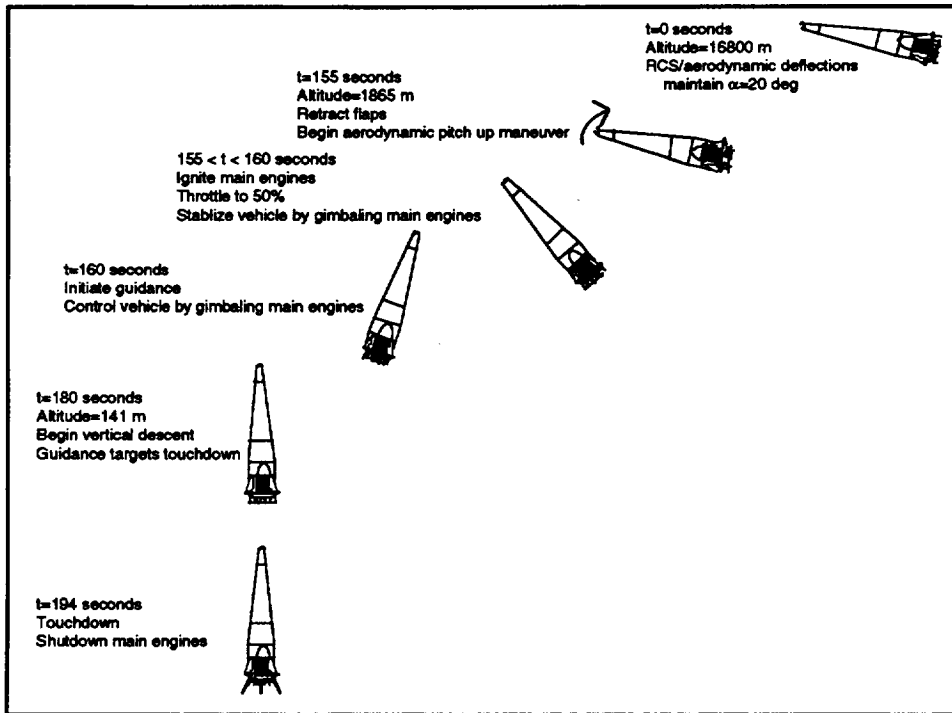 t=0 seconds
Altitude=16800 m
RCS/aerodynamic deflections
maintain α=20 deg
t=155 seconds
Altitude=1865 m
Retract flaps
Begin aerodynamic pitch up maneuver
155 < t < 160 seconds
Ignite main engines
Throttle to 50%
Stablize vehicle by gimbaling main engines
t=160 seconds
Initiate guidance
Control vehicle by gimbaling main engines
t=180 seconds
Altitude=141 m
Begin vertical descent
Guidance targets touchdown
t=194 seconds
Touchdown
Shutdown main engines